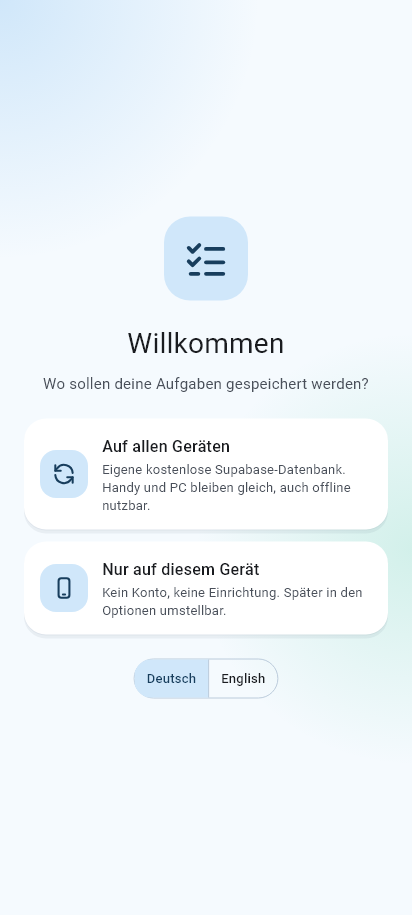 Willkommen
Wo sollen deine Aufgaben gespeichert werden?
Auf allen Geräten
Eigene kostenlose Supabase-Datenbank.
Handy und PC bleiben gleich, auch offline
nutzbar.
Nur auf diesem Gerät
Kein Konto, keine Einrichtung. Später in den
Optionen umstellbar.
Deutsch English